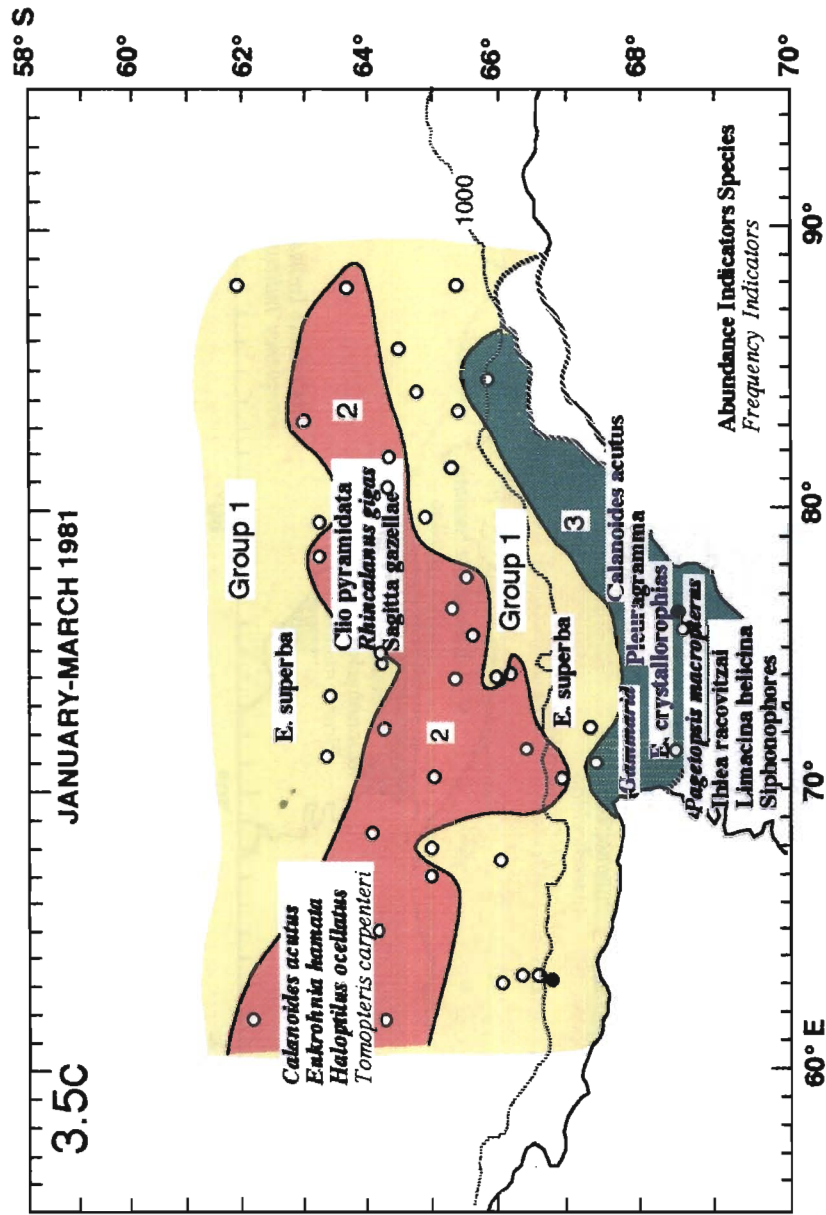 3.5C
JANUARY-MARCH 1981
58° S
60°
62°
64°
66°
68°
70°
Group 1
E. superba
2
Clio pyramidata
Rhincalanus gigas
Sagitta gazellae
Calanoides acutus
Eukrohnia hamata
Haloptilus ocellatus
Tomopteris carpenteri
2
Group 1
E. superba
1000
3
Calanoides acutus
Pleuragramma
Gammarid
E. crystallorophias
Pagetopsis macropterus
Ihlea racovitzai
Limacina helicina
Siphonophores
Abundance Indicators Species
Frequency Indicators
60° E
70°
80°
90°